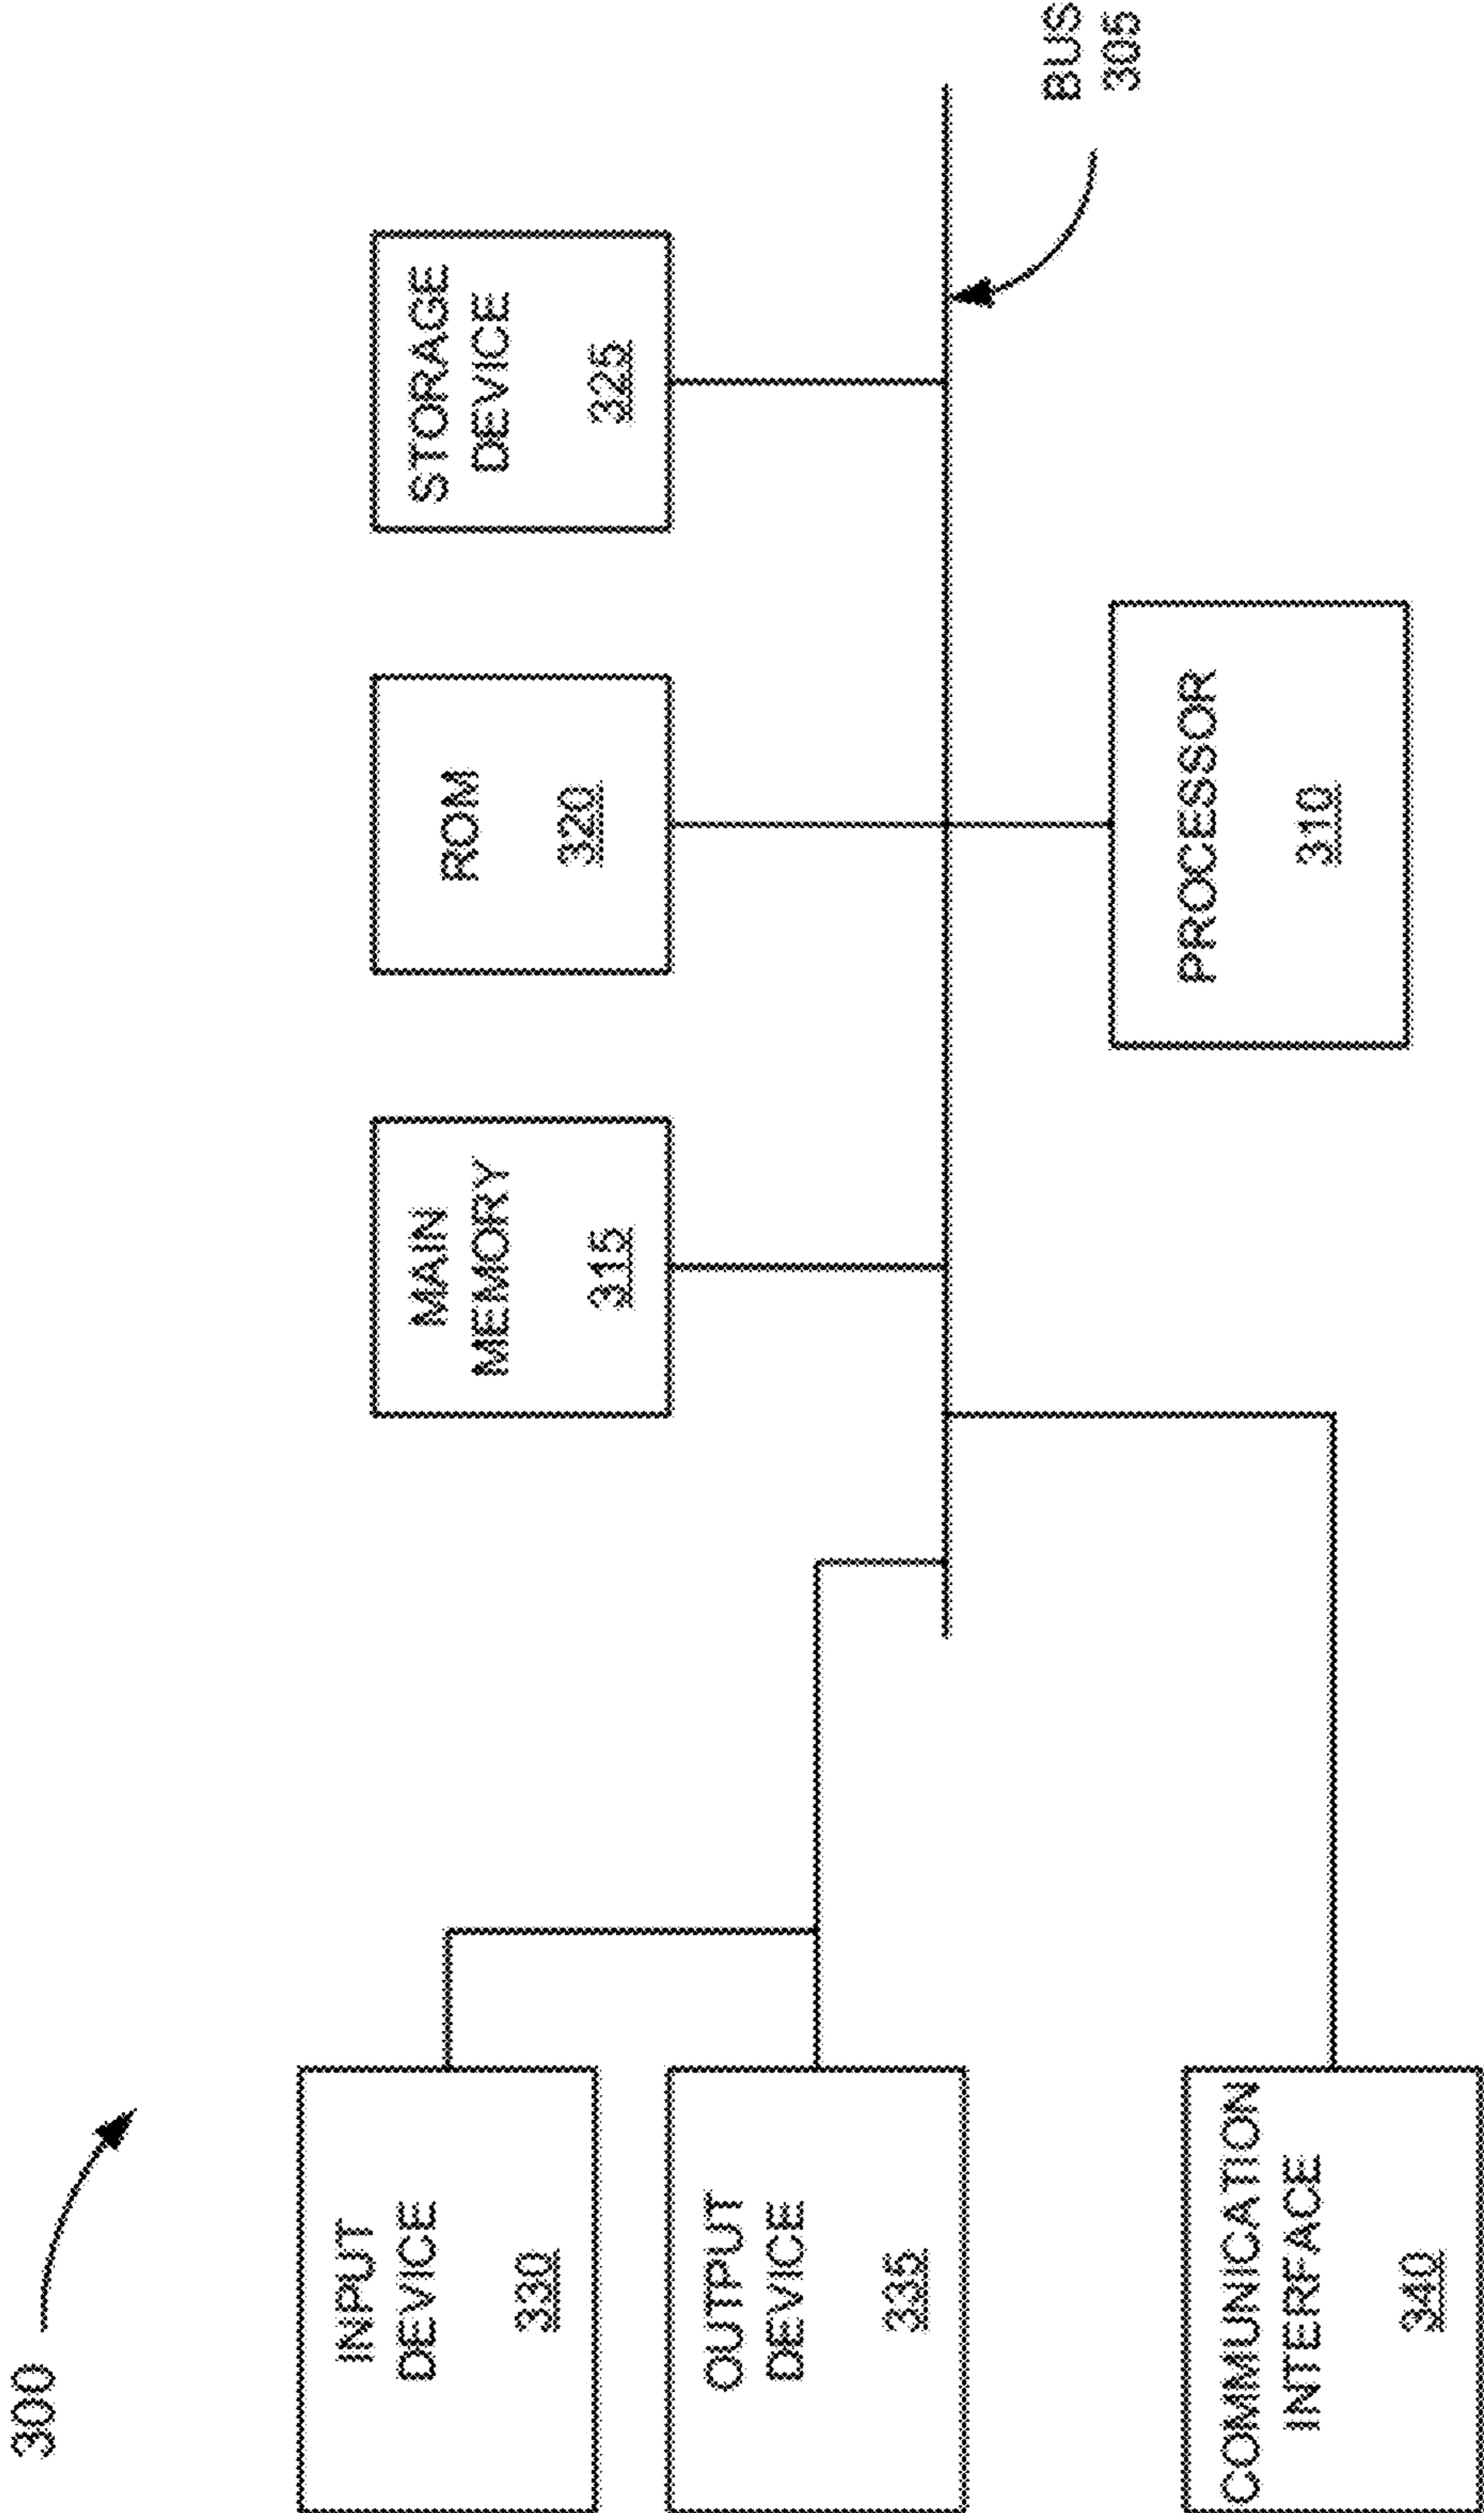 300
INPUT
DEVICE
330
OUTPUT
DEVICE
335
COMMUNICATION
INTERFACE
340
MAIN
MEMORY
315
ROM
320
STORAGE
DEVICE
325
PROCESSOR
310
BUS
305